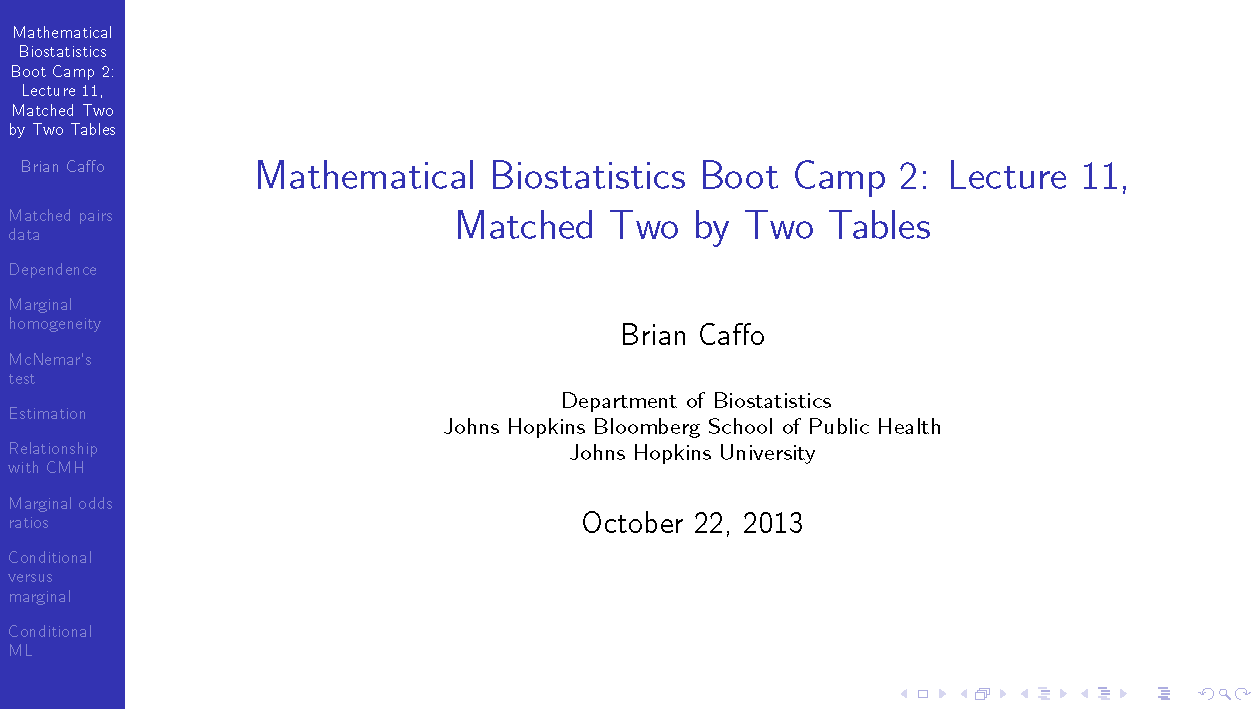 Mathematical
Biostatistics
Boot Camp 2:
Lecture 11,
Matched Two
by Two Tables
Brian Caffo
Matched pairs
data
Dependence
Marginal
homogeneity
McNemar's
test
Estimation
Relationship
with CMH
Marginal odds
ratios
Conditional
versus
marginal
Conditional
ML
Mathematical Biostatistics Boot Camp 2: Lecture 11,
Matched Two by Two Tables
Brian Caffo
Department of Biostatistics
Johns Hopkins Bloomberg School of Public Health
Johns Hopkins University
October 22, 2013